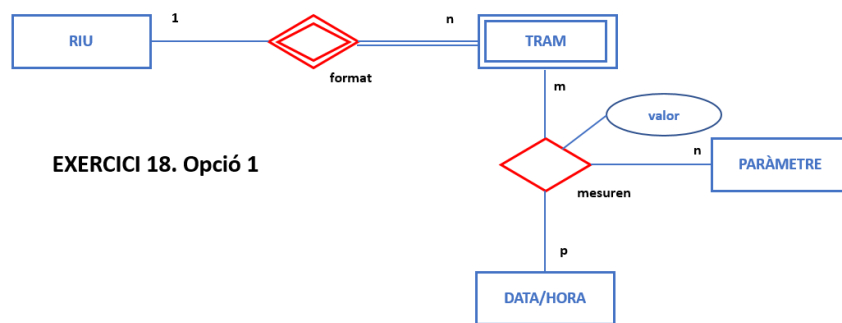 RIU
1
n
TRAM
format
m
valor
EXERCICI 18. Opció 1
n
PARÀMETRE
mesuren
p
DATA/HORA